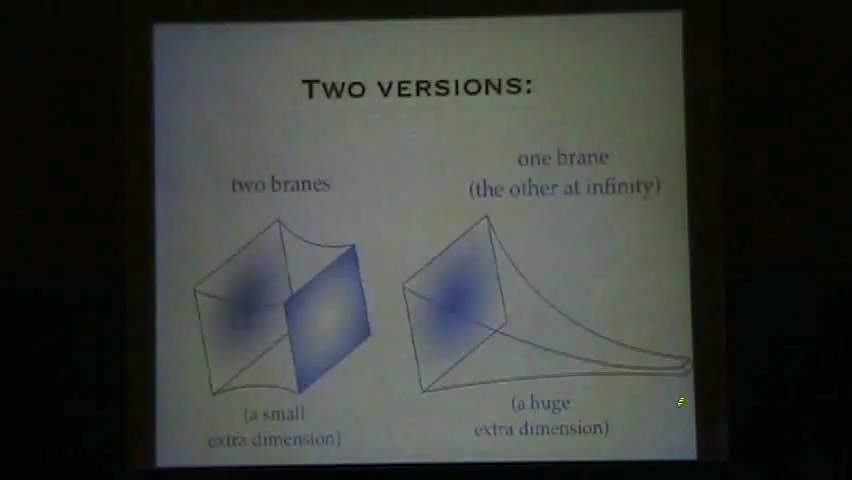 TWO VERSIONS:
two branes
(a small
extra dimension)
one brane
(the other at infinity)
(a huge
extra dimension)